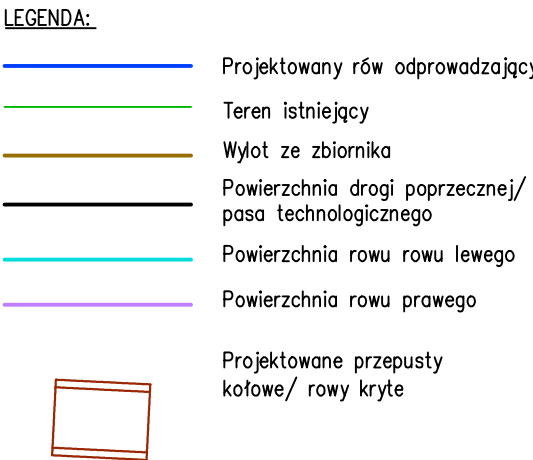 LEGENDA:
Projektowany rów odprowadzający
Teren istniejący
Wylot ze zbiornika
Powierzchnia drogi poprzecznej/
pasa technologicznego
Powierzchnia rowu rowu lewego
Powierzchnia rowu prawego
Projektowane przepusty
kołowe/ rowy kryte